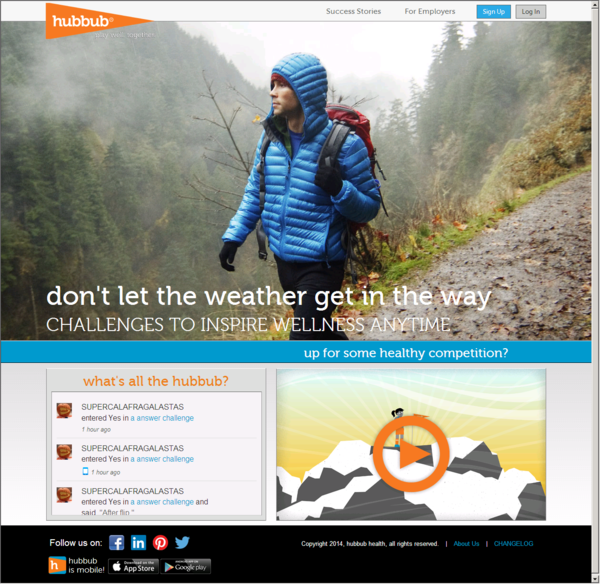 hubbub®
Success Stories
For Employers
Sign Up
Log In
don't let the weather get in the way
CHALLENGES TO INSPIRE WELLNESS ANYTIME
up for some healthy competition?
what's all the hubbub?
SUPERCALAFRAGALASTAS
entered Yes in a answer challenge
1 hour ago
SUPERCALAFRAGALASTAS
entered Yes in a answer challenge
1 hour ago
SUPERCALAFRAGALASTAS
entered Yes in a answer challenge and
said, "After flip "
Follow us on:
Copyright 2014, hubbub health, all rights reserved. | About Us | CHANGELOG
hubbub
is mobile!
App Store
Google play